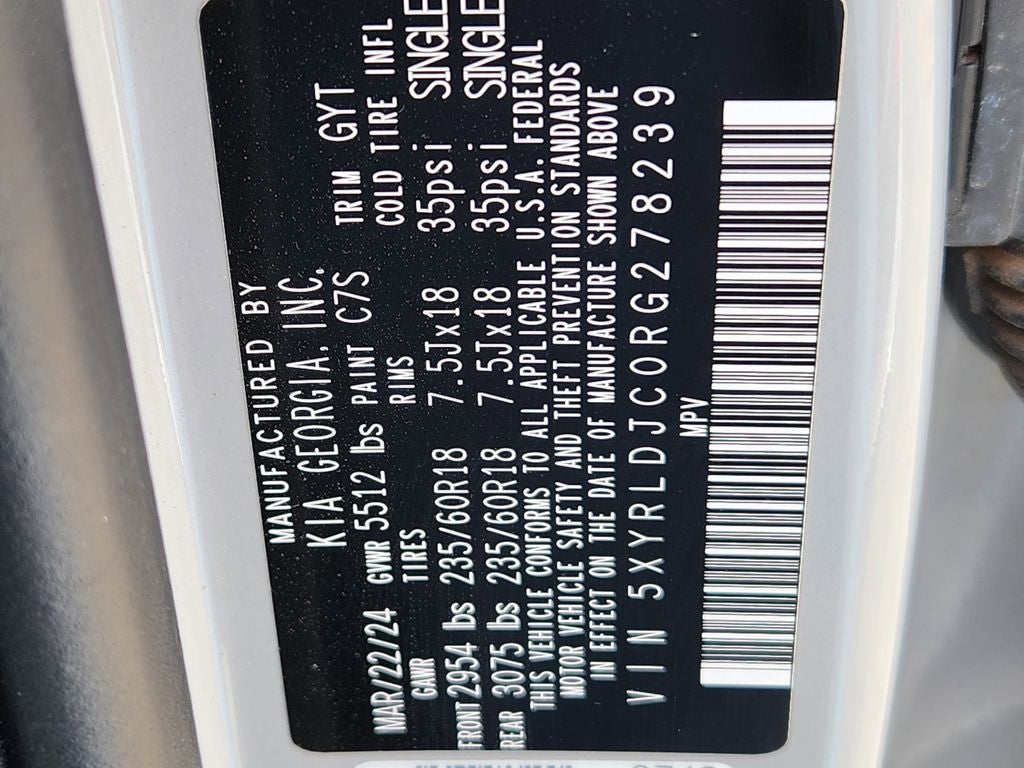 MANUFACTURED BY
KIA GEORGIA, INC. TRIM GYT
MAR/22/24 GVWR 5512 lbs PAINT C7S COLD TIRE INFL
GAWR TIRES RIMS
FRONT 2954 lbs 235/60R18 7.5Jx18 35psi SINGLE
REAR 3075 lbs 235/60R18 7.5Jx18 35psi SINGLE
THIS VEHICLE CONFORMS TO ALL APPLICABLE U.S.A. FEDERAL
MOTOR VEHICLE SAFETY AND THEFT PREVENTION STANDARDS
IN EFFECT ON THE DATE OF MANUFACTURE SHOWN ABOVE
VIN 5XYRLDJC0RG278239
MPV